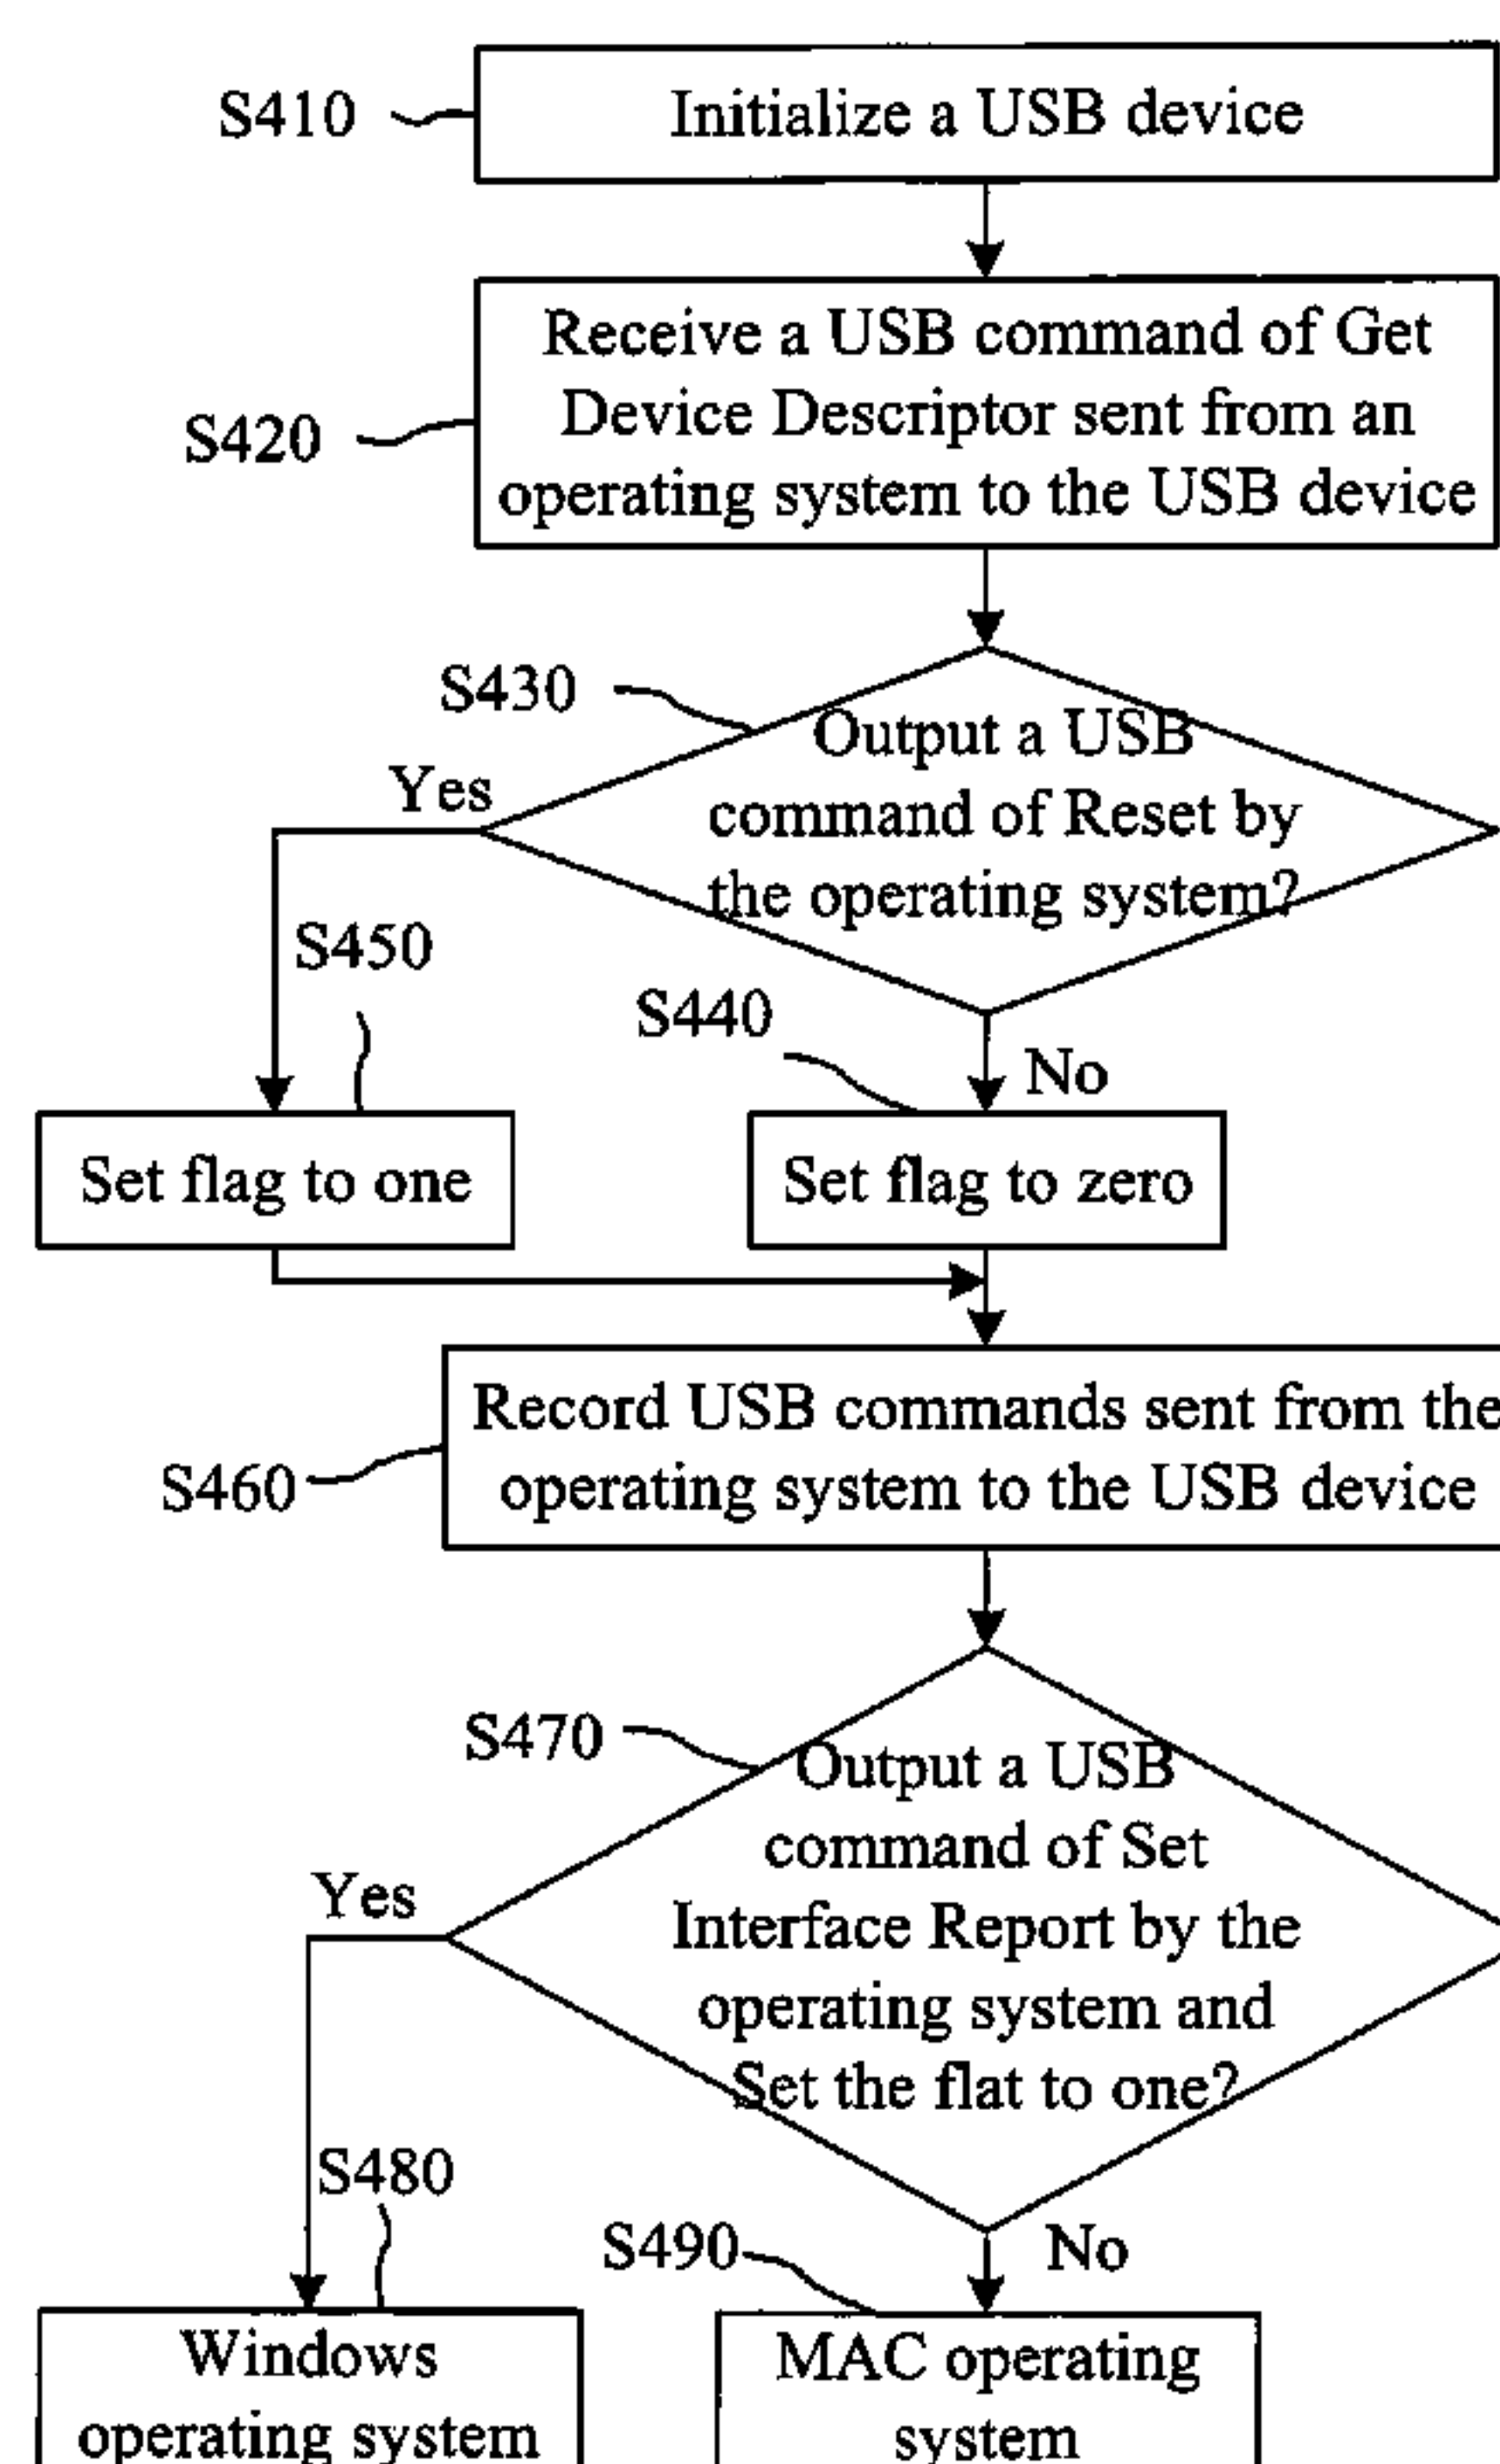 S410
Initialize a USB device
Receive a USB command of Get
Device Descriptor sent from an
operating system to the USB device
S420
S430
Output a USB
command of Reset by
the operating system?
Yes
S450
S440
No
Set flag to one
Set flag to zero
Record USB commands sent from the
operating system to the USB device
S460
S470
Output a USB
command of Set
Interface Report by the
operating system and
Set the flat to one?
Yes
S480
S490
No
Windows
operating system
MAC operating
system